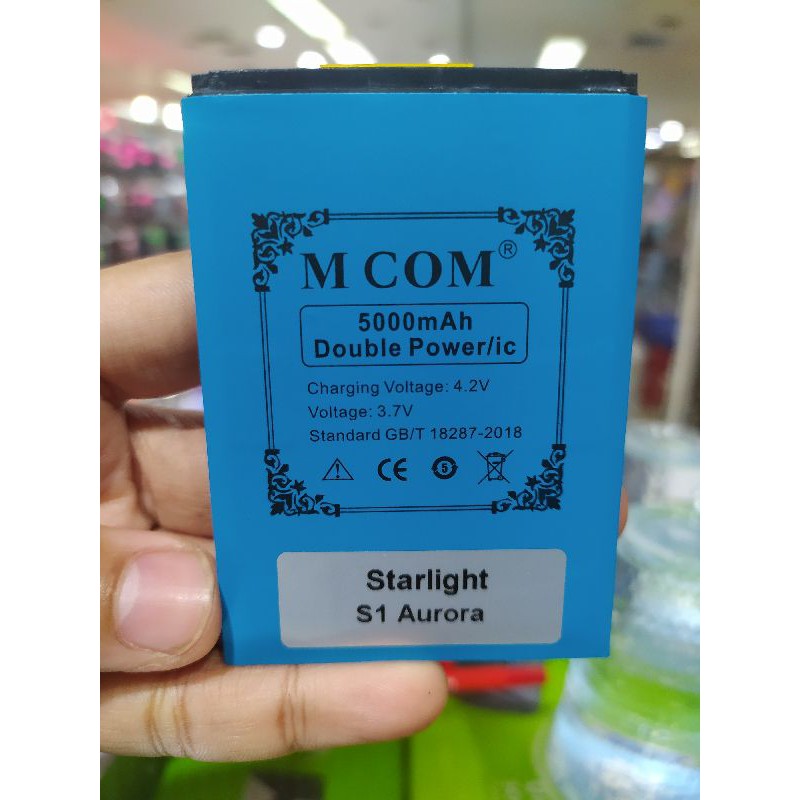 M COM®
5000mAh
Double Power/ic
Charging Voltage: 4.2V
Voltage: 3.7V
Standard GB/T 18287-2018
CE 5
Starlight
S1 Aurora